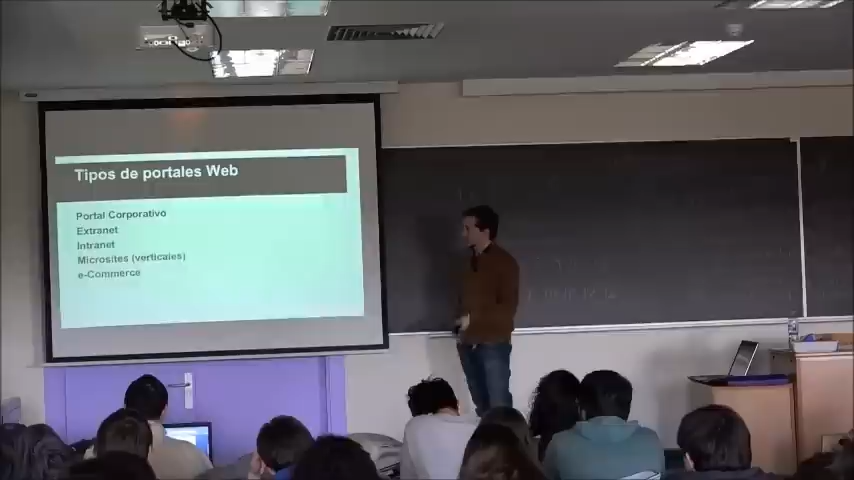 Tipos de portales Web
Portal Corporativo
Extranet
Intranet
Microsites (verticales)
e-Commerce